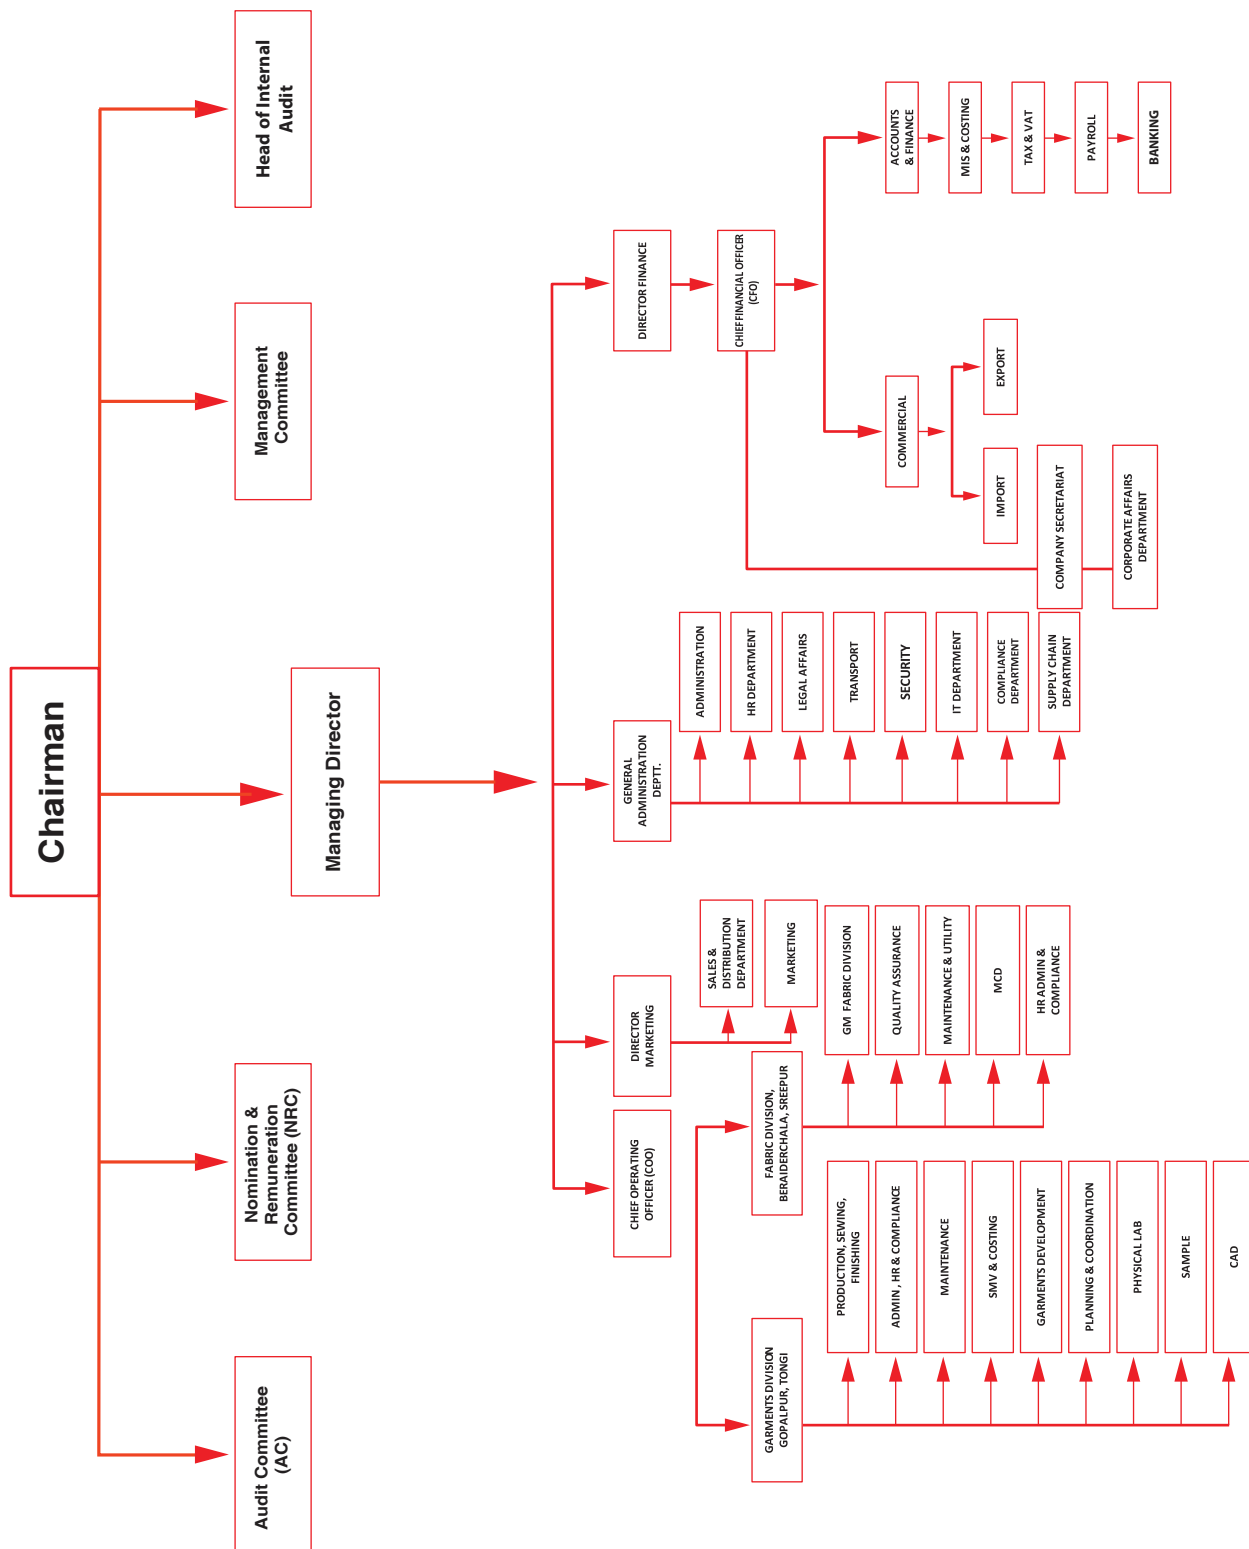 Chairman
Audit Committee
(AC)
Nomination &
Remuneration
Committee (NRC)
Managing Director
Management
Committee
Head of Internal
Audit
CHIEF OPERATING
OFFICER (COO)
DIRECTOR
MARKETING
GENERAL
ADMINISTRATION
DEPTT.
DIRECTOR FINANCE
GARMENTS DIVISION
GOPALPUR, TONGI
PRODUCTION, SEWING,
FINISHING
ADMIN , HR & COMPLIANCE
MAINTENANCE
SMV & COSTING
GARMENTS DEVELOPMENT
PLANNING & COORDINATION
PHYSICAL LAB
SAMPLE
CAD
FABRIC DIVISION,
BERAIDERCHALA, SREEPUR
GM FABRIC DIVISION
QUALITY ASSURANCE
MAINTENANCE & UTILITY
MCD
HR ADMIN &
COMPLIANCE
SALES &
DISTRIBUTION
DEPARTMENT
MARKETING
ADMINISTRATION
HR DEPARTMENT
LEGAL AFFAIRS
TRANSPORT
SECURITY
IT DEPARTMENT
COMPLIANCE
DEPARTMENT
SUPPLY CHAIN
DEPARTMENT
CHIEF FINANCIAL OFFICER
(CFO)
COMPANY SECRETARIAT
CORPORATE AFFAIRS
DEPARTMENT
COMMERCIAL
IMPORT
EXPORT
ACCOUNTS
& FINANCE
MIS & COSTING
TAX & VAT
PAYROLL
BANKING